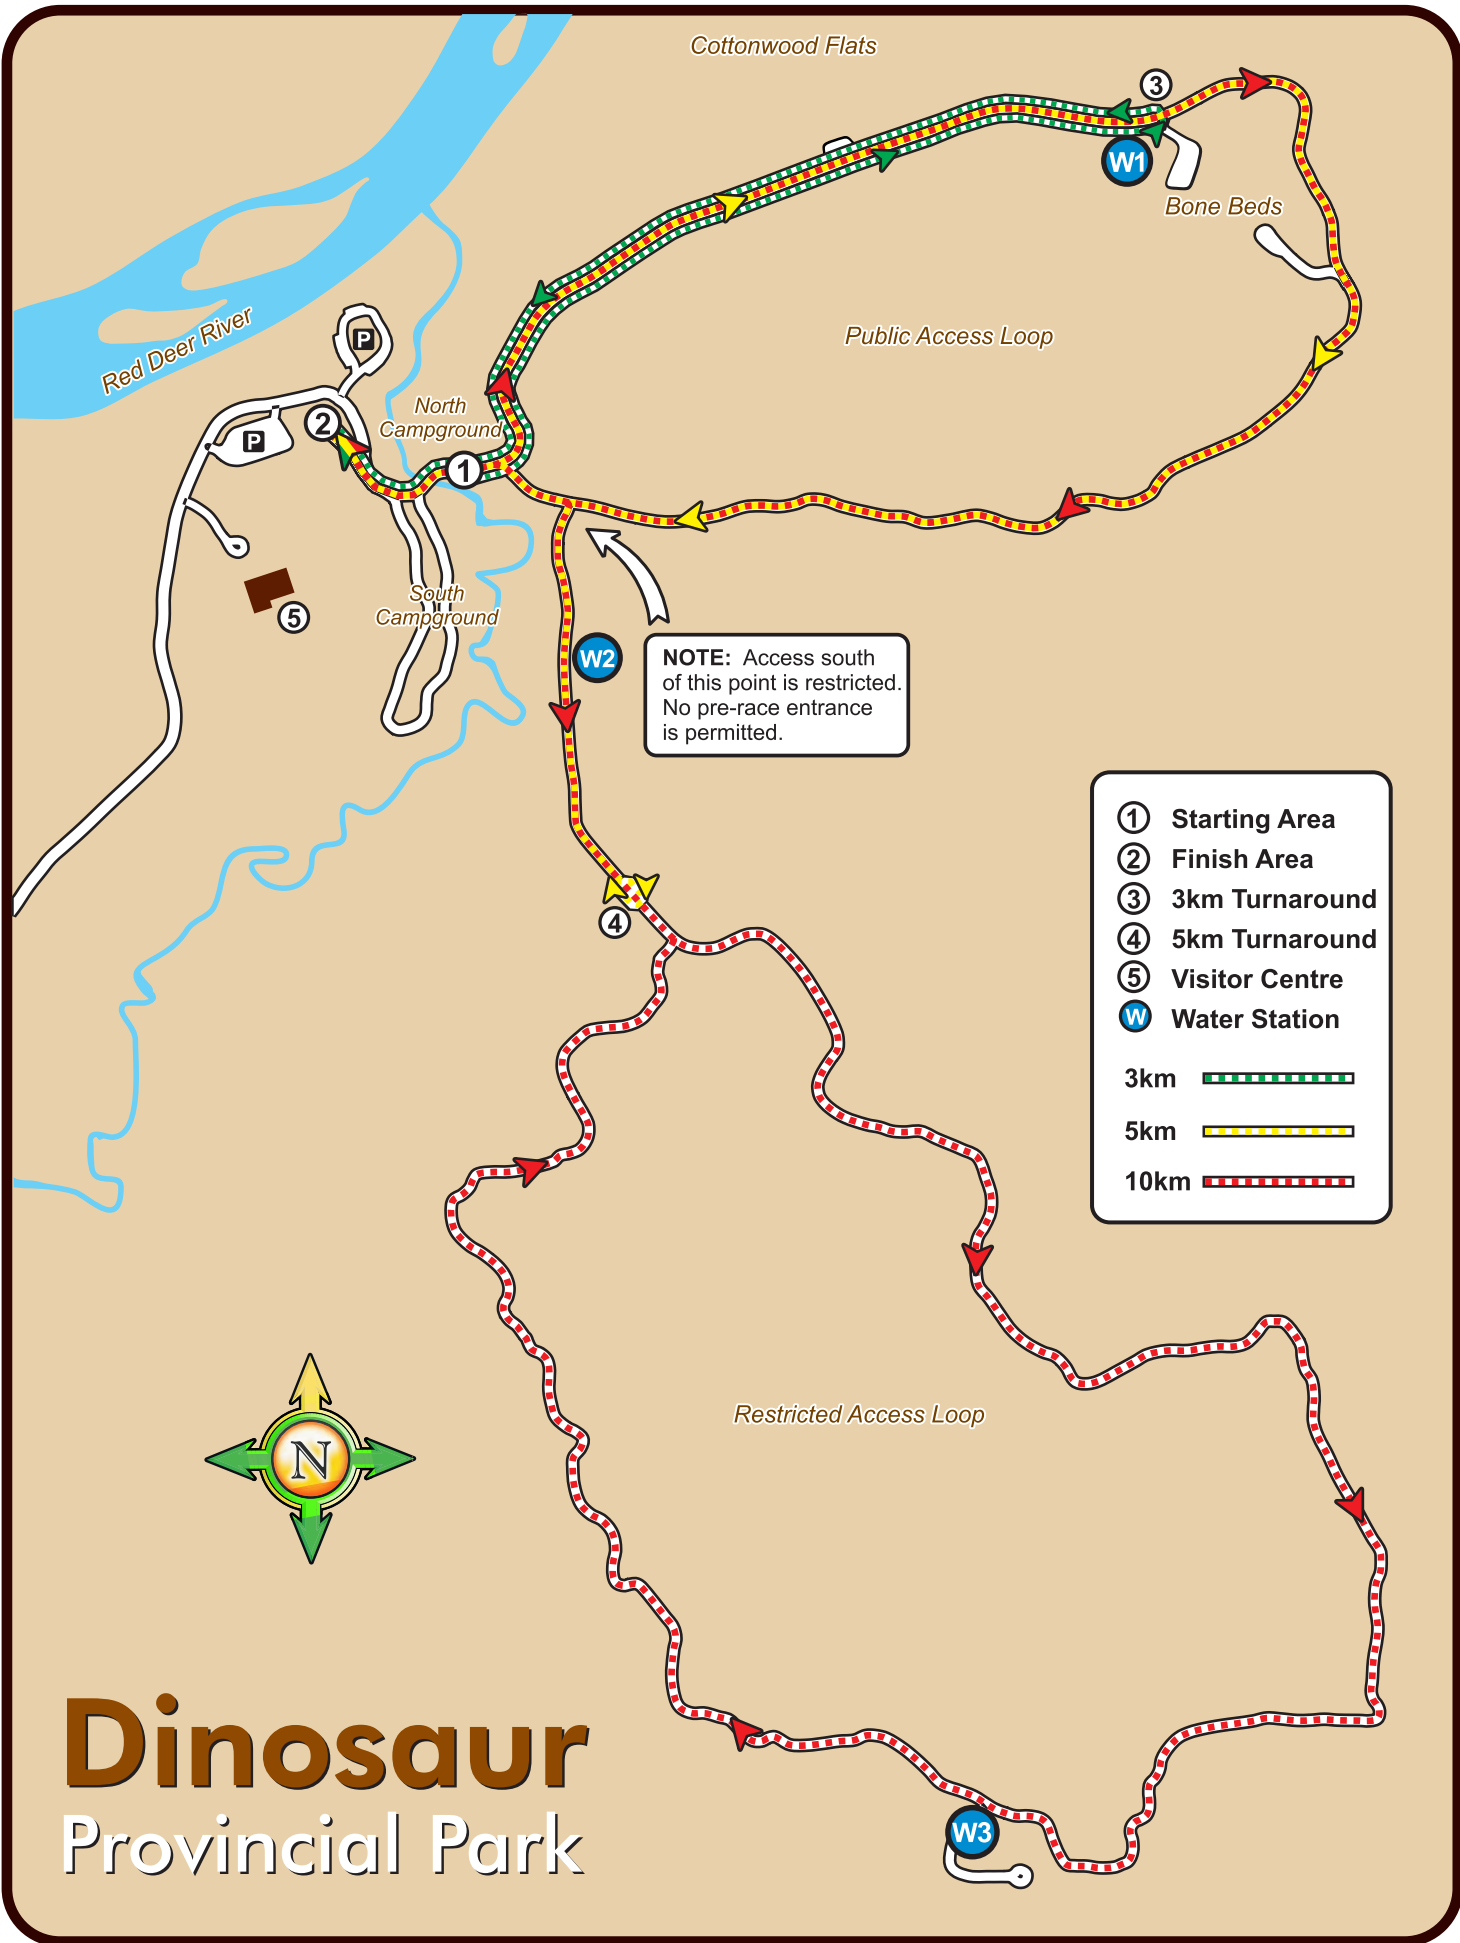 Cottonwood Flats
3
W1
Bone Beds
Red Deer River
P
Public Access Loop
North
Campground
2
P
1
South
Campground
5
W2
NOTE: Access south
of this point is restricted.
No pre-race entrance
is permitted.
4
1 Starting Area
2 Finish Area
3 3km Turnaround
4 5km Turnaround
5 Visitor Centre
W Water Station
3km
5km
10km
Restricted Access Loop
N
W3
Dinosaur
Provincial Park